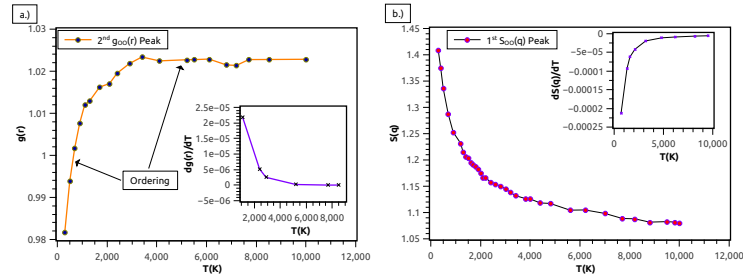 a.)
1.03
1.02
1.01
1
0.99
0.98
g(r)
2nd gOO(r) Peak
Ordering
2.5e−05
2e−05
1.5e−05
1e−05
5e−06
0
−5e−06
dg(r)/dT
2,000 4,000 6,000 8,000
T(K)
0 2,000 4,000 6,000 8,000 10,000 12,000
T(K)
b.)
1.45
1.4
1.35
1.3
1.25
1.2
1.15
1.1
1.05
S(q)
1st SOO(q) Peak
0
−5e−05
−0.0001
−0.00015
−0.0002
−0.00025
dS(q)/dT
0 5,000 10,000
T(K)
0 2,000 4,000 6,000 8,000 10,000 12,000
T(K)